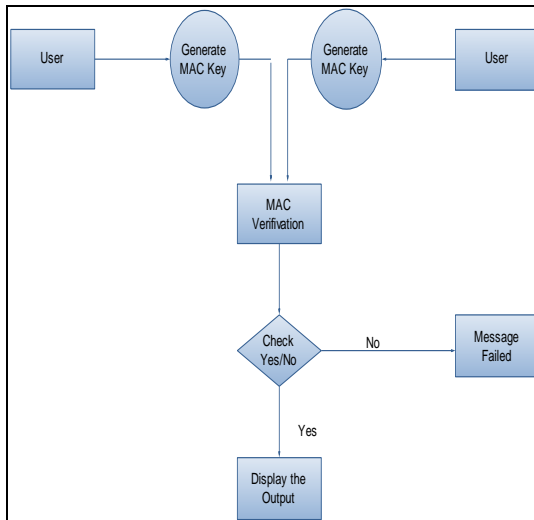 User
Generate
MAC Key
Generate
MAC Key
User
MAC
Verifivation
Check
Yes/No
No
Message
Failed
Yes
Display the
Output